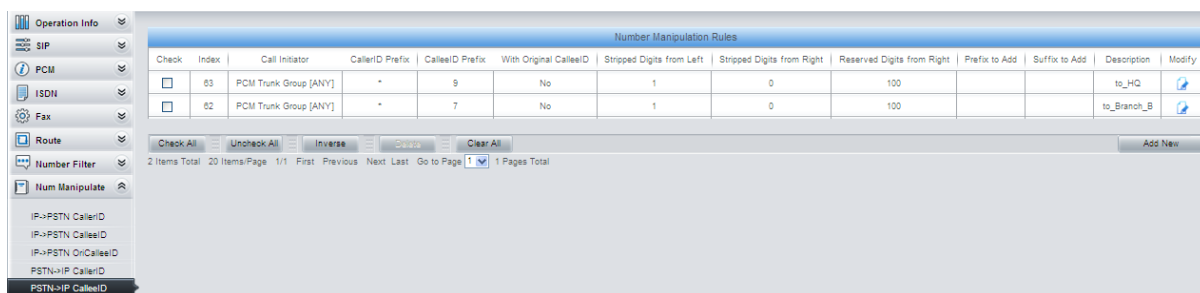 Operation Info
SIP
PCM
ISDN
Fax
Route
Number Filter
Num Manipulate
IP->PSTN CallerID
IP->PSTN CalleeID
IP->PSTN OriCalleeID
PSTN->IP CallerID
PSTN->IP CalleeID
Number Manipulation Rules
Check Index Call Initiator CallerID Prefix CalleeID Prefix With Original CalleeID Stripped Digits from Left Stripped Digits from Right Reserved Digits from Right Prefix to Add Suffix to Add Description Modify
63 PCM Trunk Group [ANY] * 9 No 1 0 100 to_HQ
62 PCM Trunk Group [ANY] * 7 No 1 0 100 to_Branch_B
Check All Uncheck All Inverse Delete Clear All Add New
2 Items Total 20 Items/Page 1/1 First Previous Next Last Go to Page 1 1 Pages Total